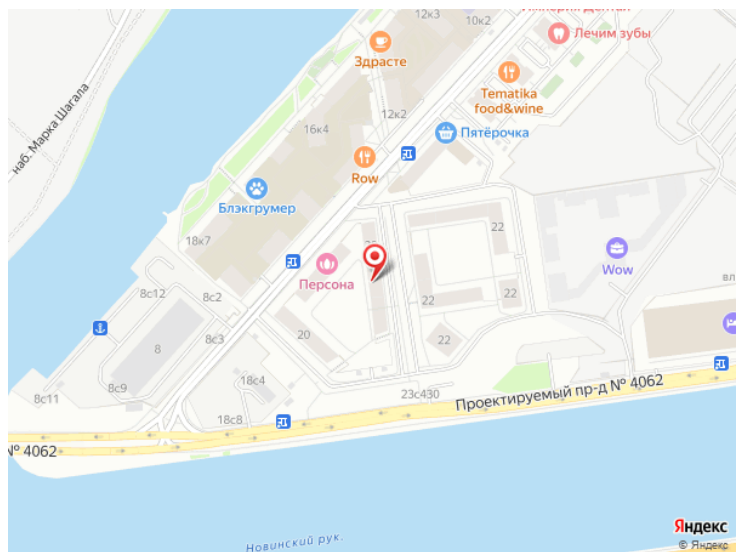 12к3
10к2
Лечим зубы
Здрасте
наб. Марка Шагала
Tematika
food&wine
12к2
16к4
Пятёрочка
Row
Блэкгрумер
22
22
18к7
Wow
Персона
8с12
8с2
вл
22
22
22
20
8
8с3
8с9
8с11
18с4
23с430
18с8
Проектируемый пр-д № 4062
№ 4062
Новинский рук.
Яндекс
© Яндекс